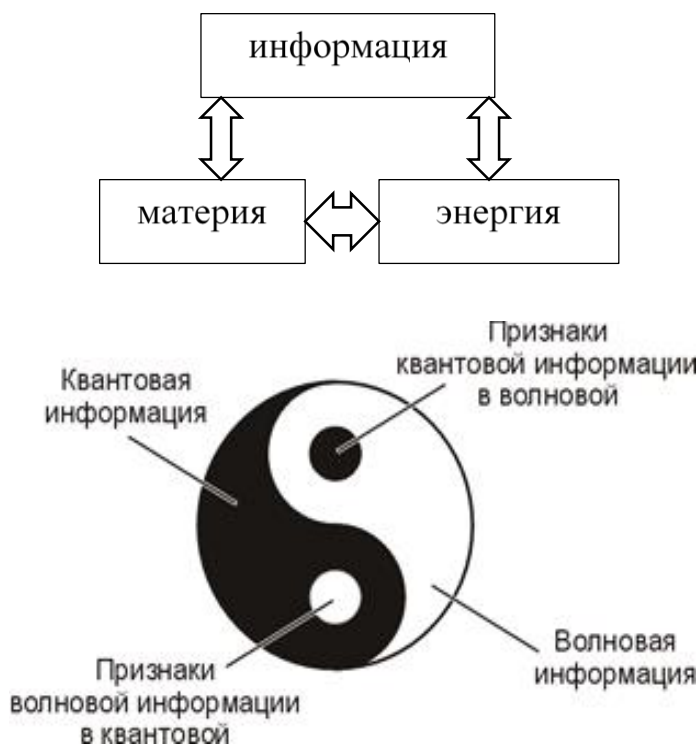 информация
материя
энергия
Признаки
квантовой информации
в волновой
Квантовая
информация
Волновая
информация
Признаки
волновой информации
в квантовой